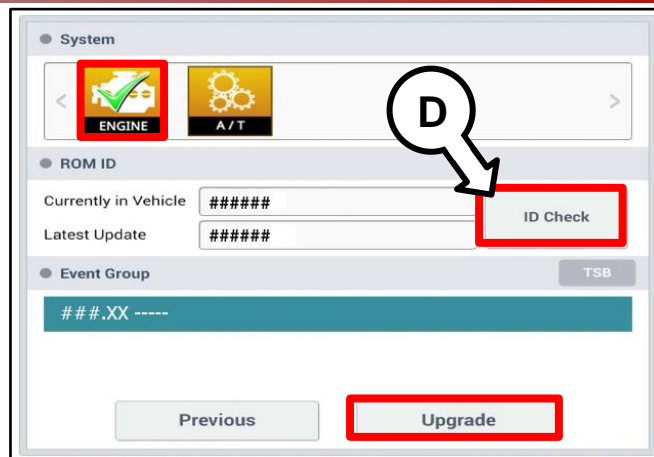 System
ENGINE
A/T
D
ROM ID
Currently in Vehicle ######
ID Check
Latest Update ######
Event Group
TSB
###.XX -----
Previous
Upgrade